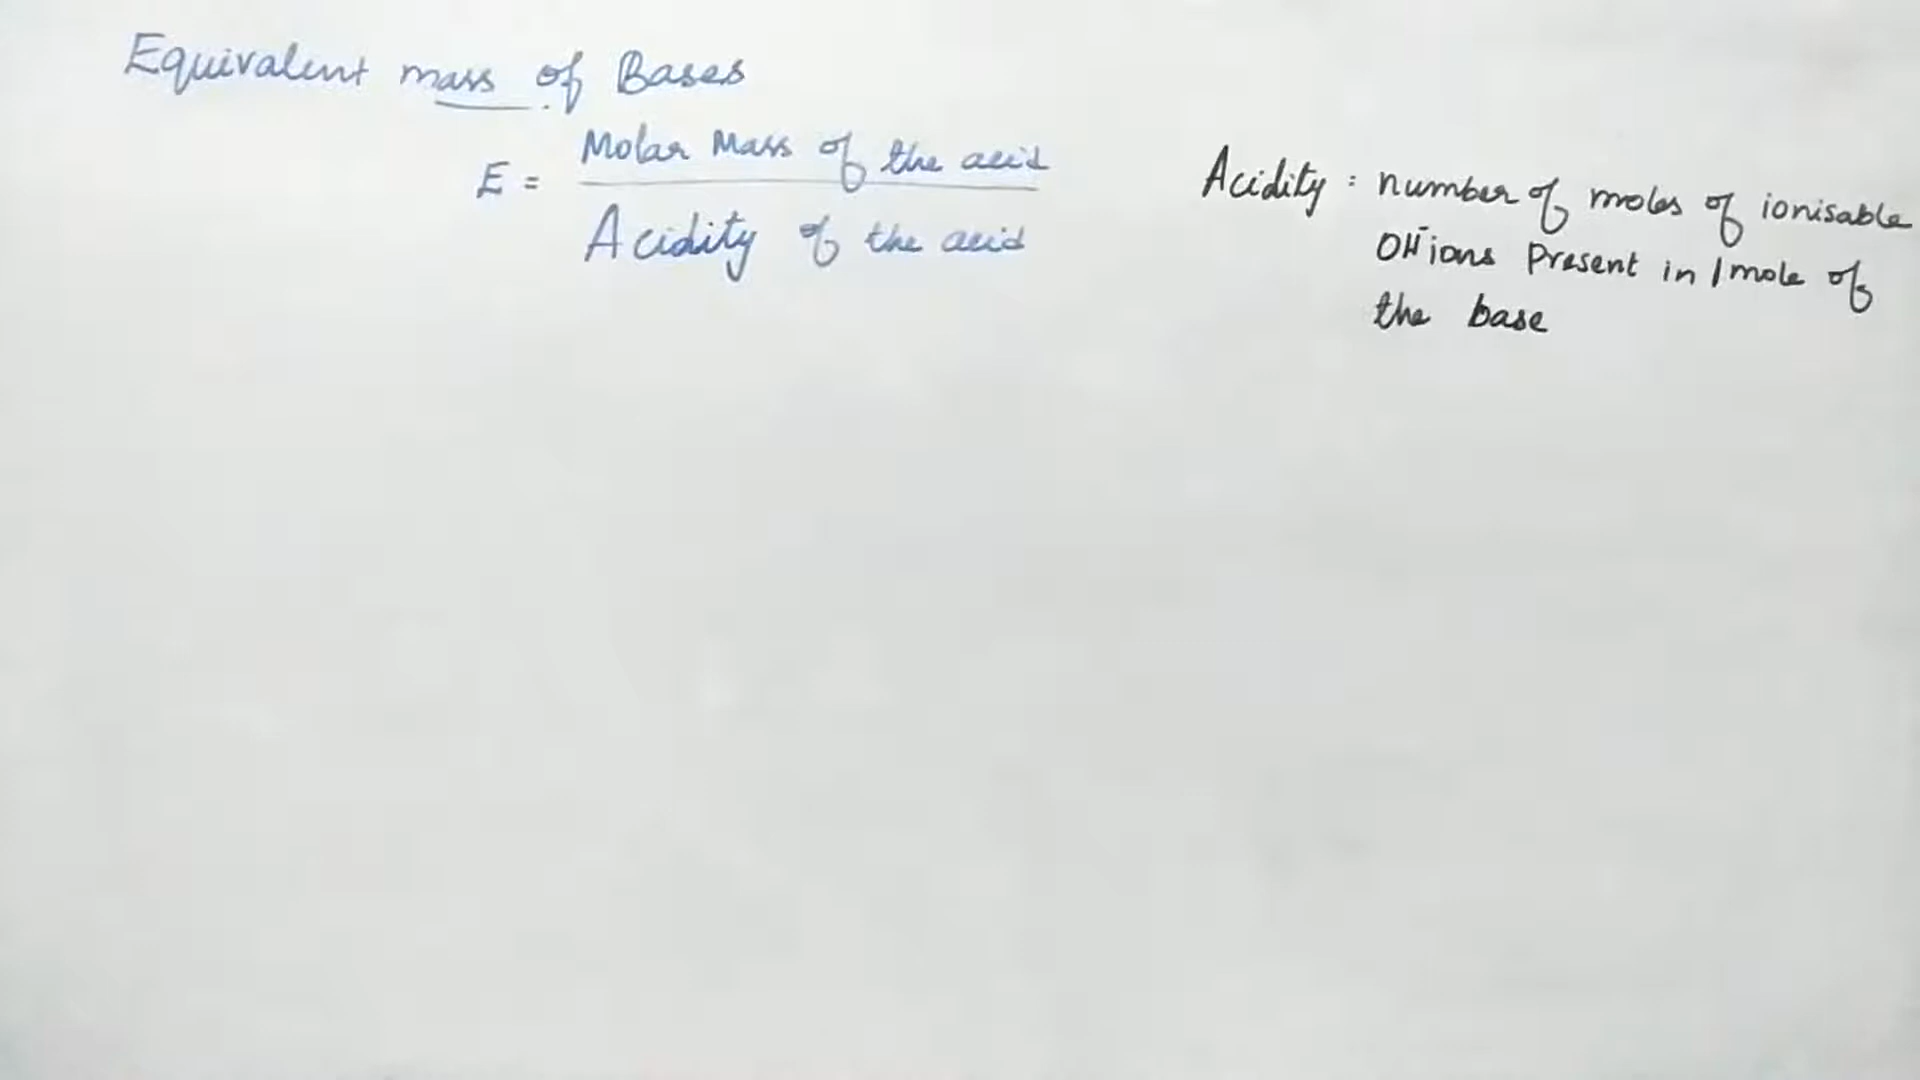 Equivalent mass of Bases
E = Molar Mass of the acid
Acidity of the acid
Acidity : number of moles of ionisable
OH⁻ ions Present in 1 mole of
the base